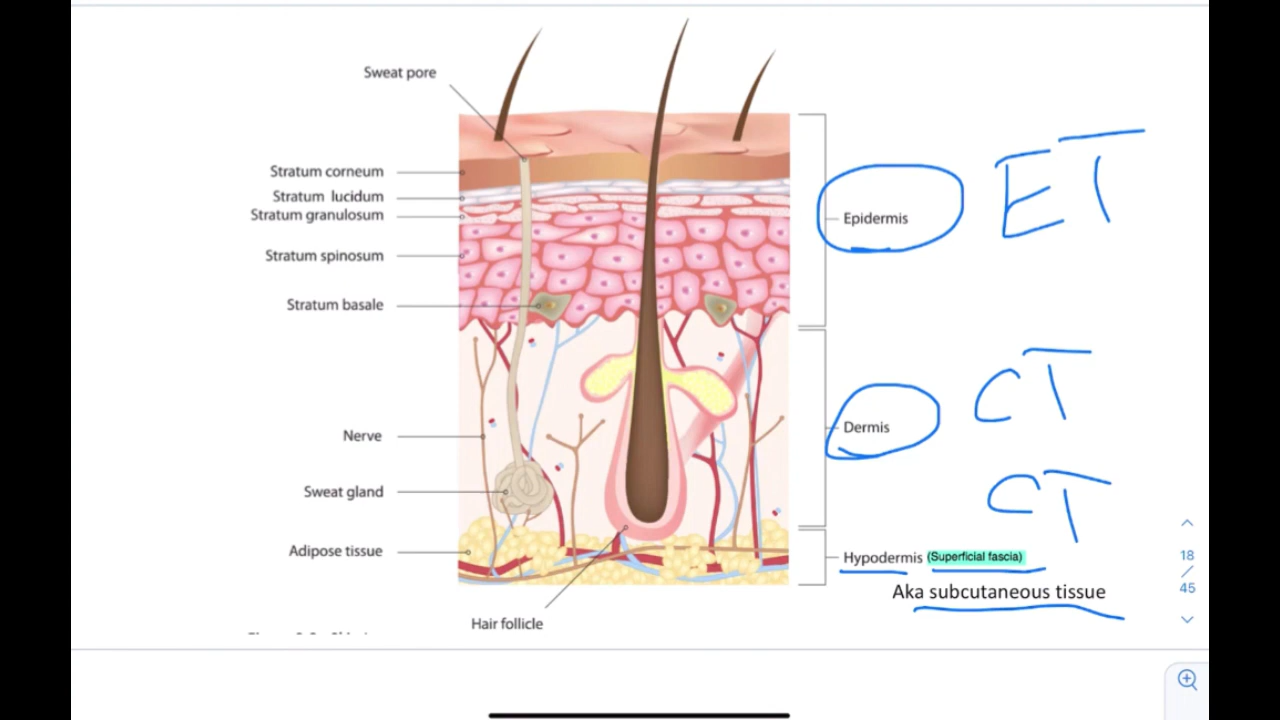 Sweat pore
Stratum corneum
Stratum lucidum
Stratum granulosum
Stratum spinosum
Stratum basale
Nerve
Sweat gland
Adipose tissue
Hair follicle
Epidermis
ET
Dermis
CT
CT
Hypodermis (Superficial fascia)
Aka subcutaneous tissue
18
/
45